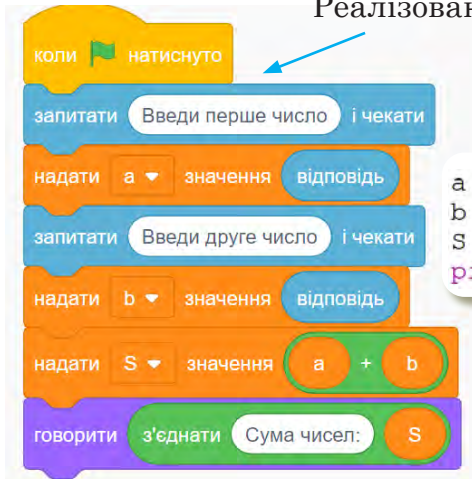 Реалізован
коли натиснуто
запитати Введи перше число і чекати
надати a значення відповідь
запитати Введи друге число і чекати
надати b значення відповідь
надати S значення a + b
говорити з'єднати Сума чисел: S
a
b
S